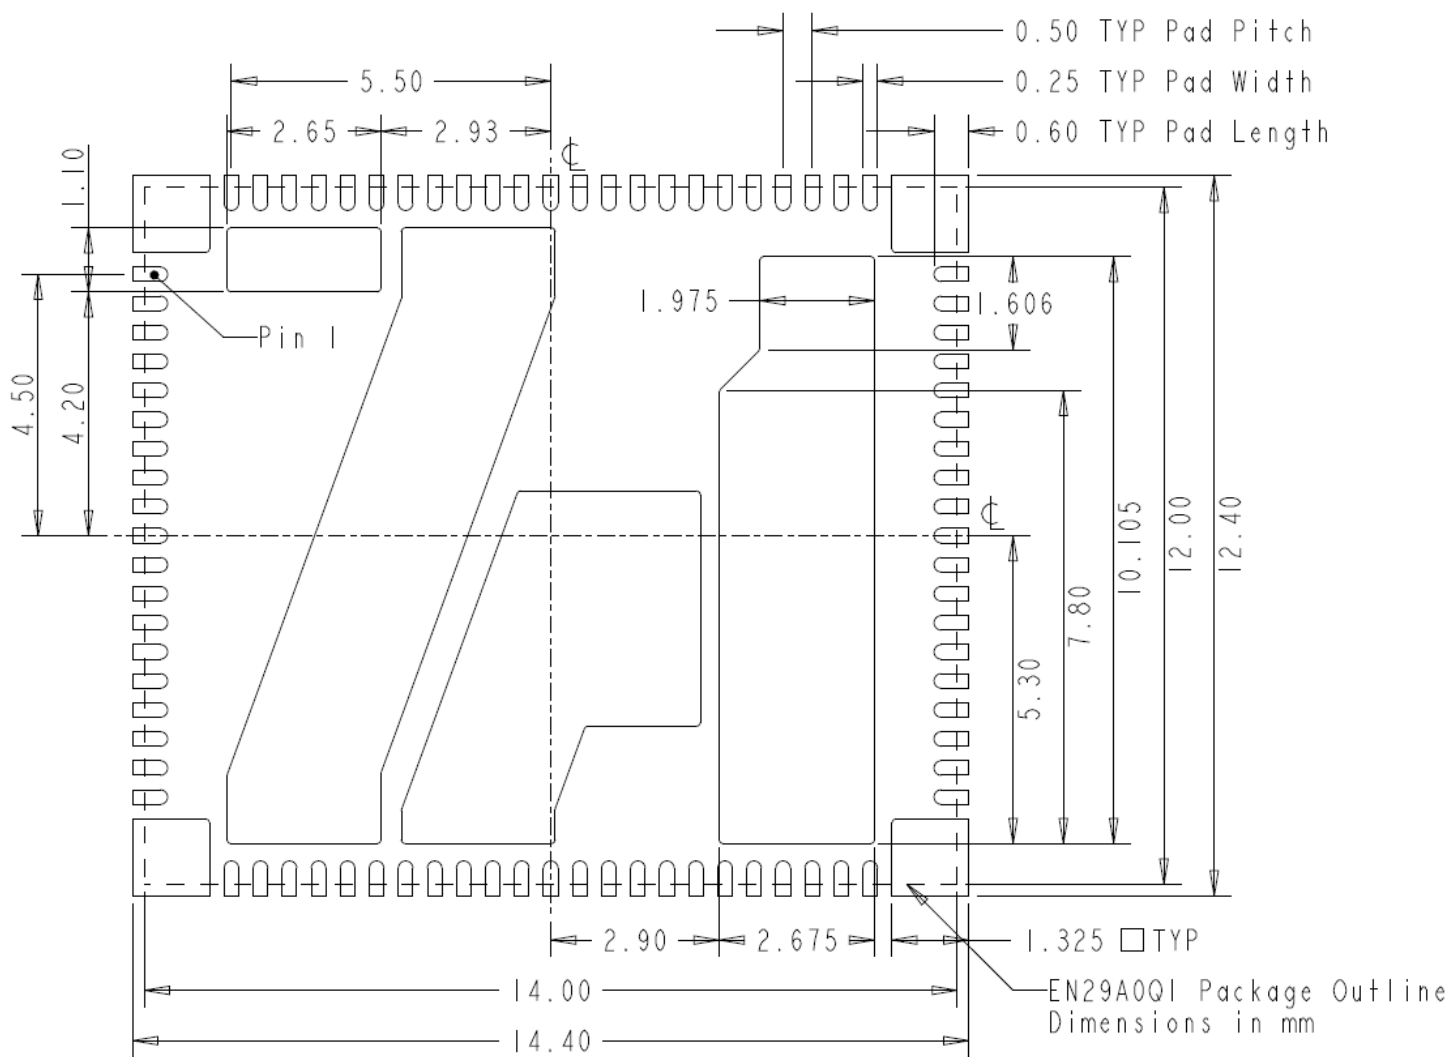 0.50 TYP Pad Pitch
5.50
0.25 TYP Pad Width
2.65
2.93
0.60 TYP Pad Length
℄
1.10
1.975
1.606
Pin 1
4.50
4.20
℄
10.105
12.00
12.40
7.80
5.30
2.90
2.675
1.325 □ TYP
14.00
EN29A0QI Package Outline
Dimensions in mm
14.40